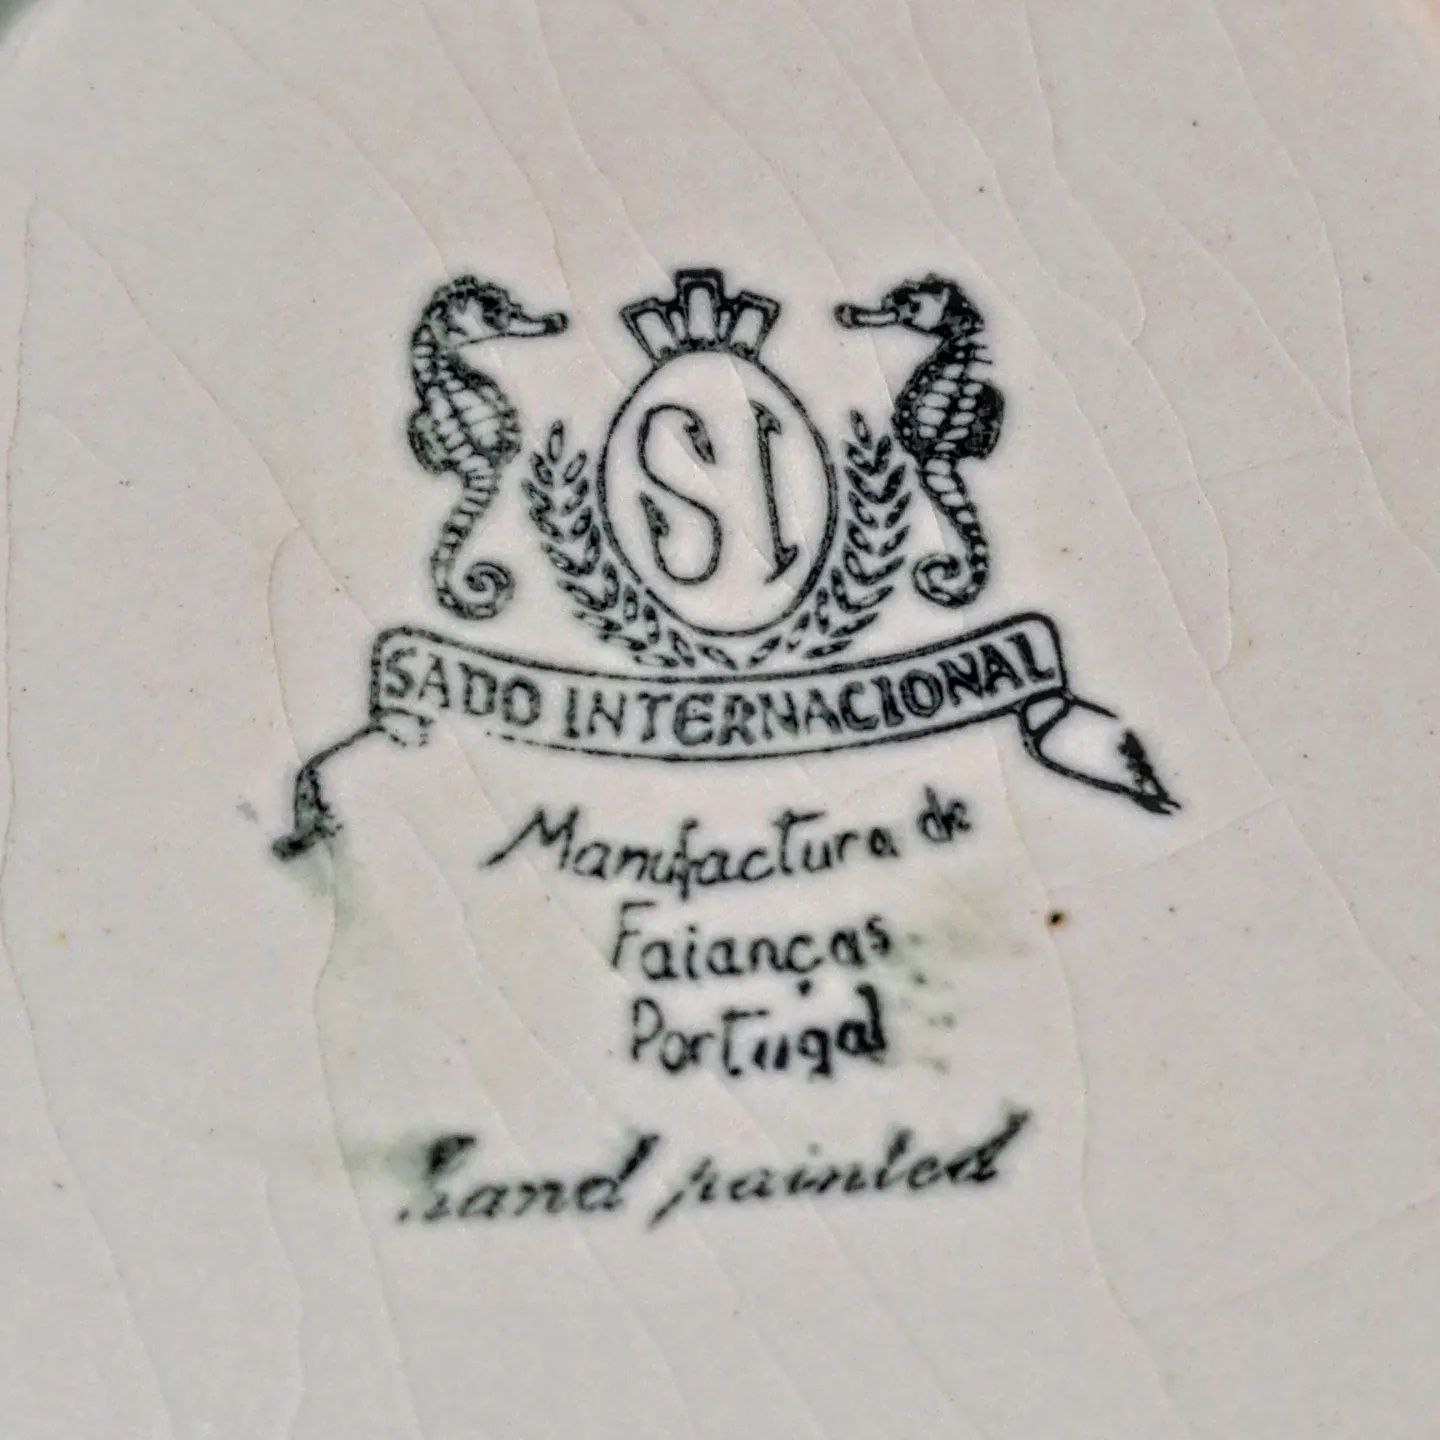 SI
SADO INTERNACIONAL
Manufactura de
Faianças
Portugal
hand painted